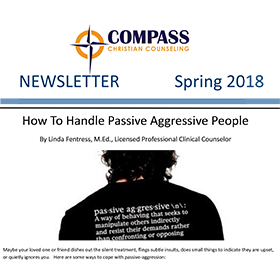 COMPASS
CHRISTIAN COUNSELING
NEWSLETTER Spring 2018
How To Handle Passive Aggressive People
By Linda Fentress, M.Ed., Licensed Professional Clinical Counselor
pas·sive ag·gres·sive \n\:
A way of behaving that seeks to
manipulate others indirectly
and resist their demands rather
than confronting or opposing
Maybe your loved one or friend dishes out the silent treatment, flings subtle insults, does small things to indicate they are upset,
or quietly ignores you. Here are some ways to cope with passive-aggression: